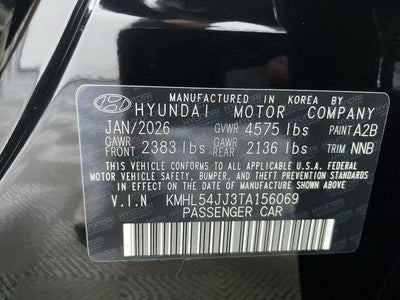 MANUFACTURED IN KOREA BY
HYUNDAI MOTOR COMPANY
JAN/2026 GVWR 4575 lbs PAINT A2B
GAWR FRONT 2383 lbs GAWR REAR 2136 lbs TRIM NNB
THIS VEHICLE CONFORMS TO ALL APPLICABLE U.S.A. FEDERAL
MOTOR VEHICLE SAFETY, BUMPER, AND THEFT PREVENTION
STANDARDS IN EFFECT ON THE DATE OF MANUFACTURE SHOWN ABOVE.
V.I.N KMHL54JJ3TA156069
PASSENGER CAR